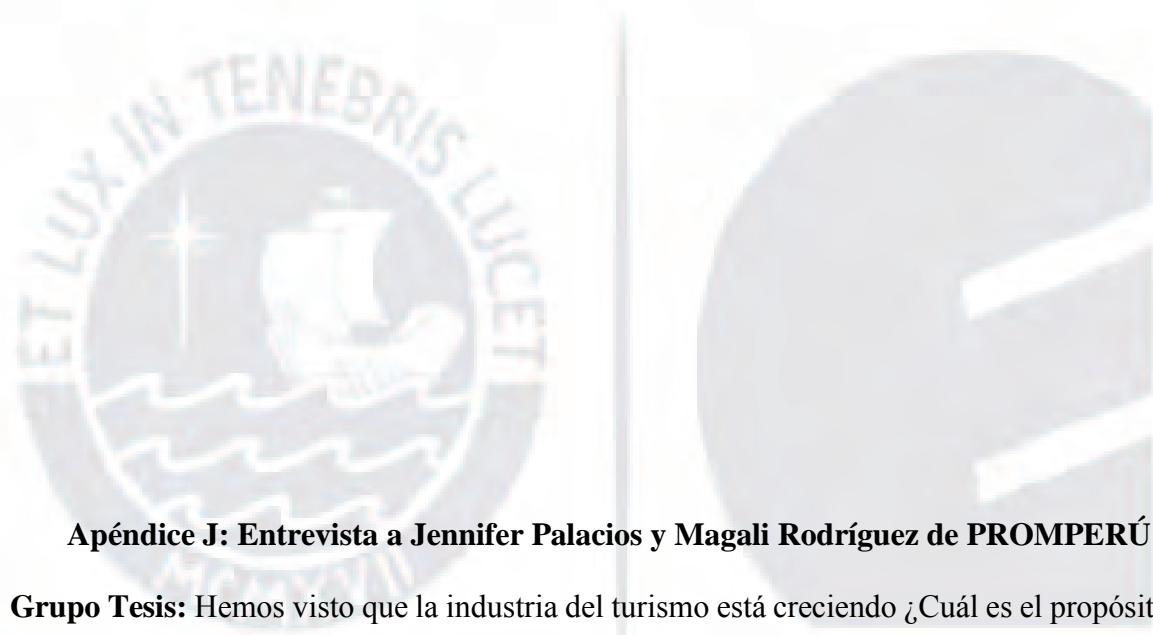 ET LUX IN TENEBRIS LUCET
MCMXVII
Apéndice J: Entrevista a Jennifer Palacios y Magali Rodríguez de PROMPERÚ
Grupo Tesis: Hemos visto que la industria del turismo está creciendo ¿Cuál es el propósit